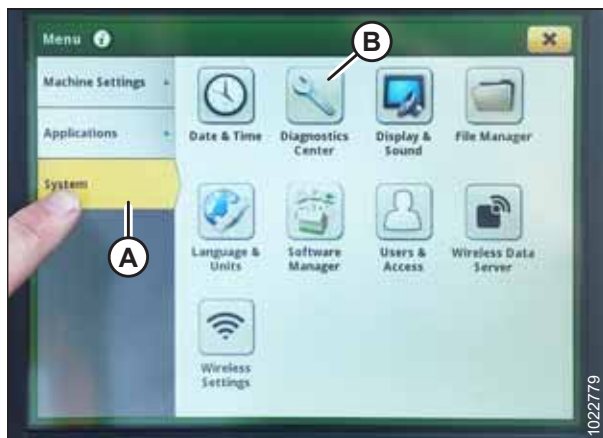 Menu i
B
Machine Settings
Applications
System
A
Date & Time
Diagnostics
Center
Display &
Sound
File Manager
Language &
Units
Software
Manager
Users &
Access
Wireless Data
Server
Wireless
Settings
1022779